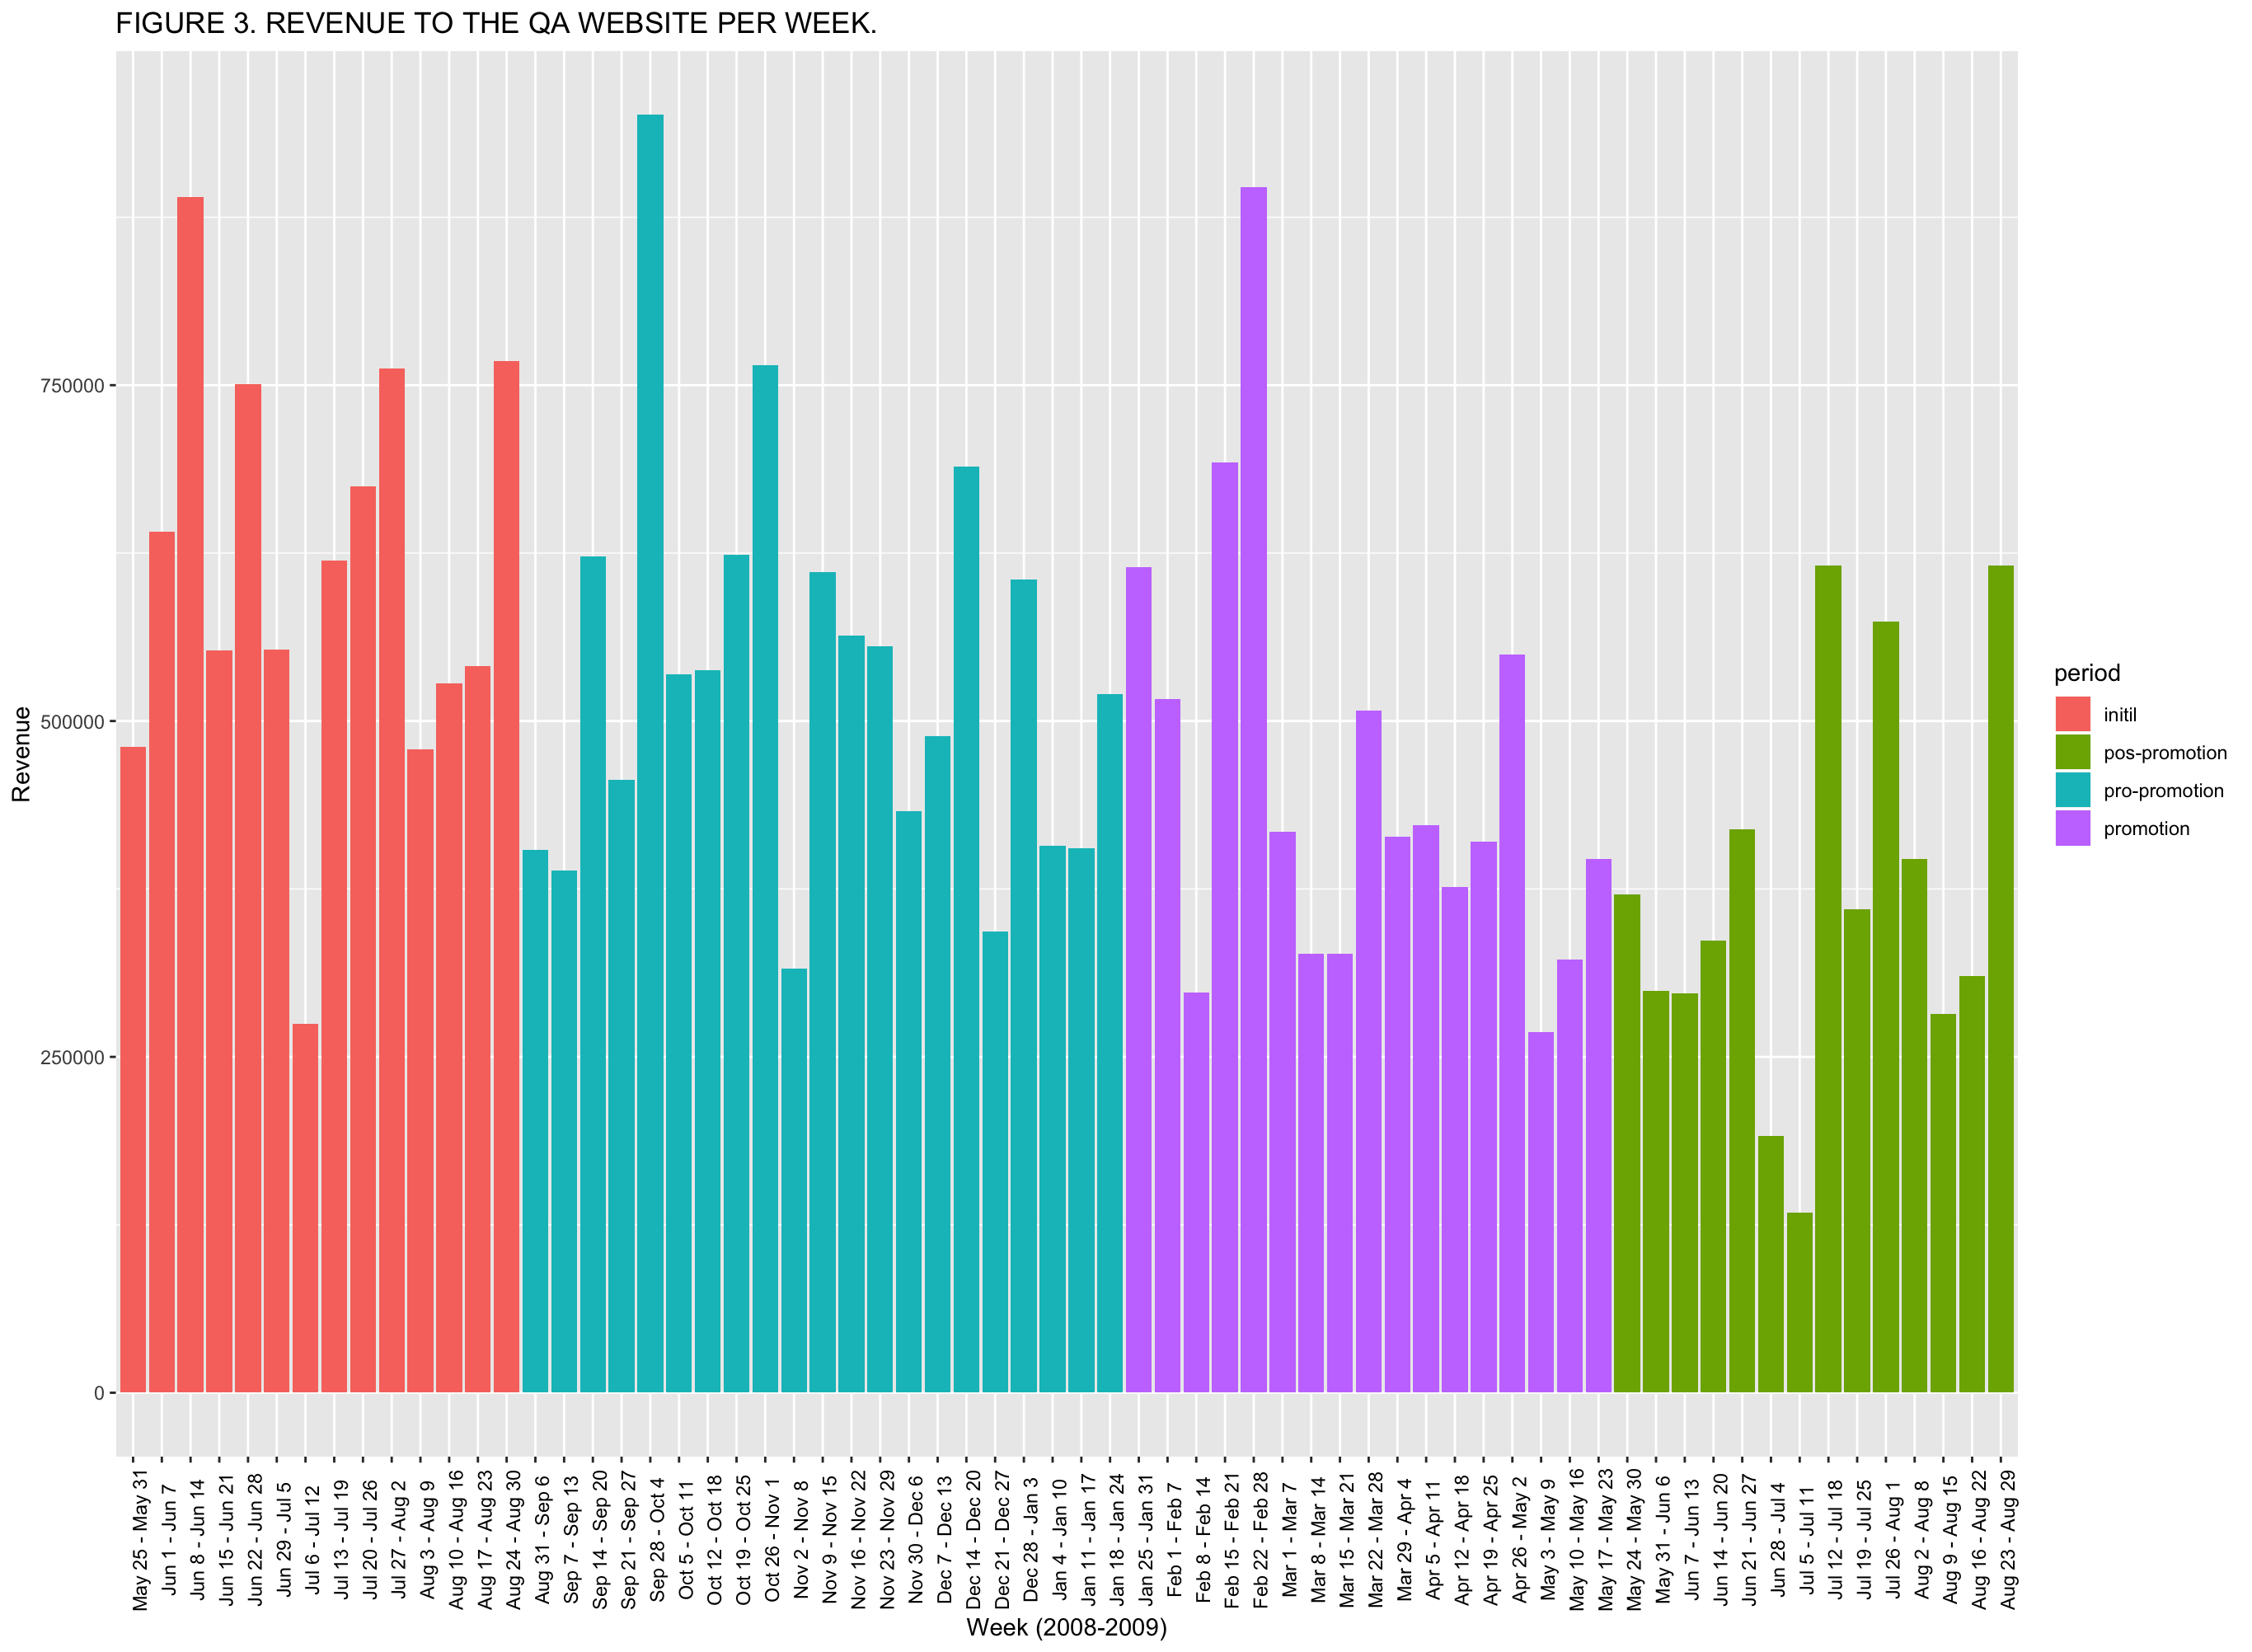 FIGURE 3. REVENUE TO THE QA WEBSITE PER WEEK.
Revenue
750000
500000
250000
0
May 25 - May 31
Jun 1 - Jun 7
Jun 8 - Jun 14
Jun 15 - Jun 21
Jun 22 - Jun 28
Jun 29 - Jul 5
Jul 6 - Jul 12
Jul 13 - Jul 19
Jul 20 - Jul 26
Jul 27 - Aug 2
Aug 3 - Aug 9
Aug 10 - Aug 16
Aug 17 - Aug 23
Aug 24 - Aug 30
Aug 31 - Sep 6
Sep 7 - Sep 13
Sep 14 - Sep 20
Sep 21 - Sep 27
Sep 28 - Oct 4
Oct 5 - Oct 11
Oct 12 - Oct 18
Oct 19 - Oct 25
Oct 26 - Nov 1
Nov 2 - Nov 8
Nov 9 - Nov 15
Nov 16 - Nov 22
Nov 23 - Nov 29
Nov 30 - Dec 6
Dec 7 - Dec 13
Dec 14 - Dec 20
Dec 21 - Dec 27
Dec 28 - Jan 3
Jan 4 - Jan 10
Jan 11 - Jan 17
Jan 18 - Jan 24
Jan 25 - Jan 31
Feb 1 - Feb 7
Feb 8 - Feb 14
Feb 15 - Feb 21
Feb 22 - Feb 28
Mar 1 - Mar 7
Mar 8 - Mar 14
Mar 15 - Mar 21
Mar 22 - Mar 28
Mar 29 - Apr 4
Apr 5 - Apr 11
Apr 12 - Apr 18
Apr 19 - Apr 25
Apr 26 - May 2
May 3 - May 9
May 10 - May 16
May 17 - May 23
May 24 - May 30
May 31 - Jun 6
Jun 7 - Jun 13
Jun 14 - Jun 20
Jun 21 - Jun 27
Jun 28 - Jul 4
Jul 5 - Jul 11
Jul 12 - Jul 18
Jul 19 - Jul 25
Jul 26 - Aug 1
Aug 2 - Aug 8
Aug 9 - Aug 15
Aug 16 - Aug 22
Aug 23 - Aug 29
Week (2008-2009)
period
initil
pos-promotion
pro-promotion
promotion